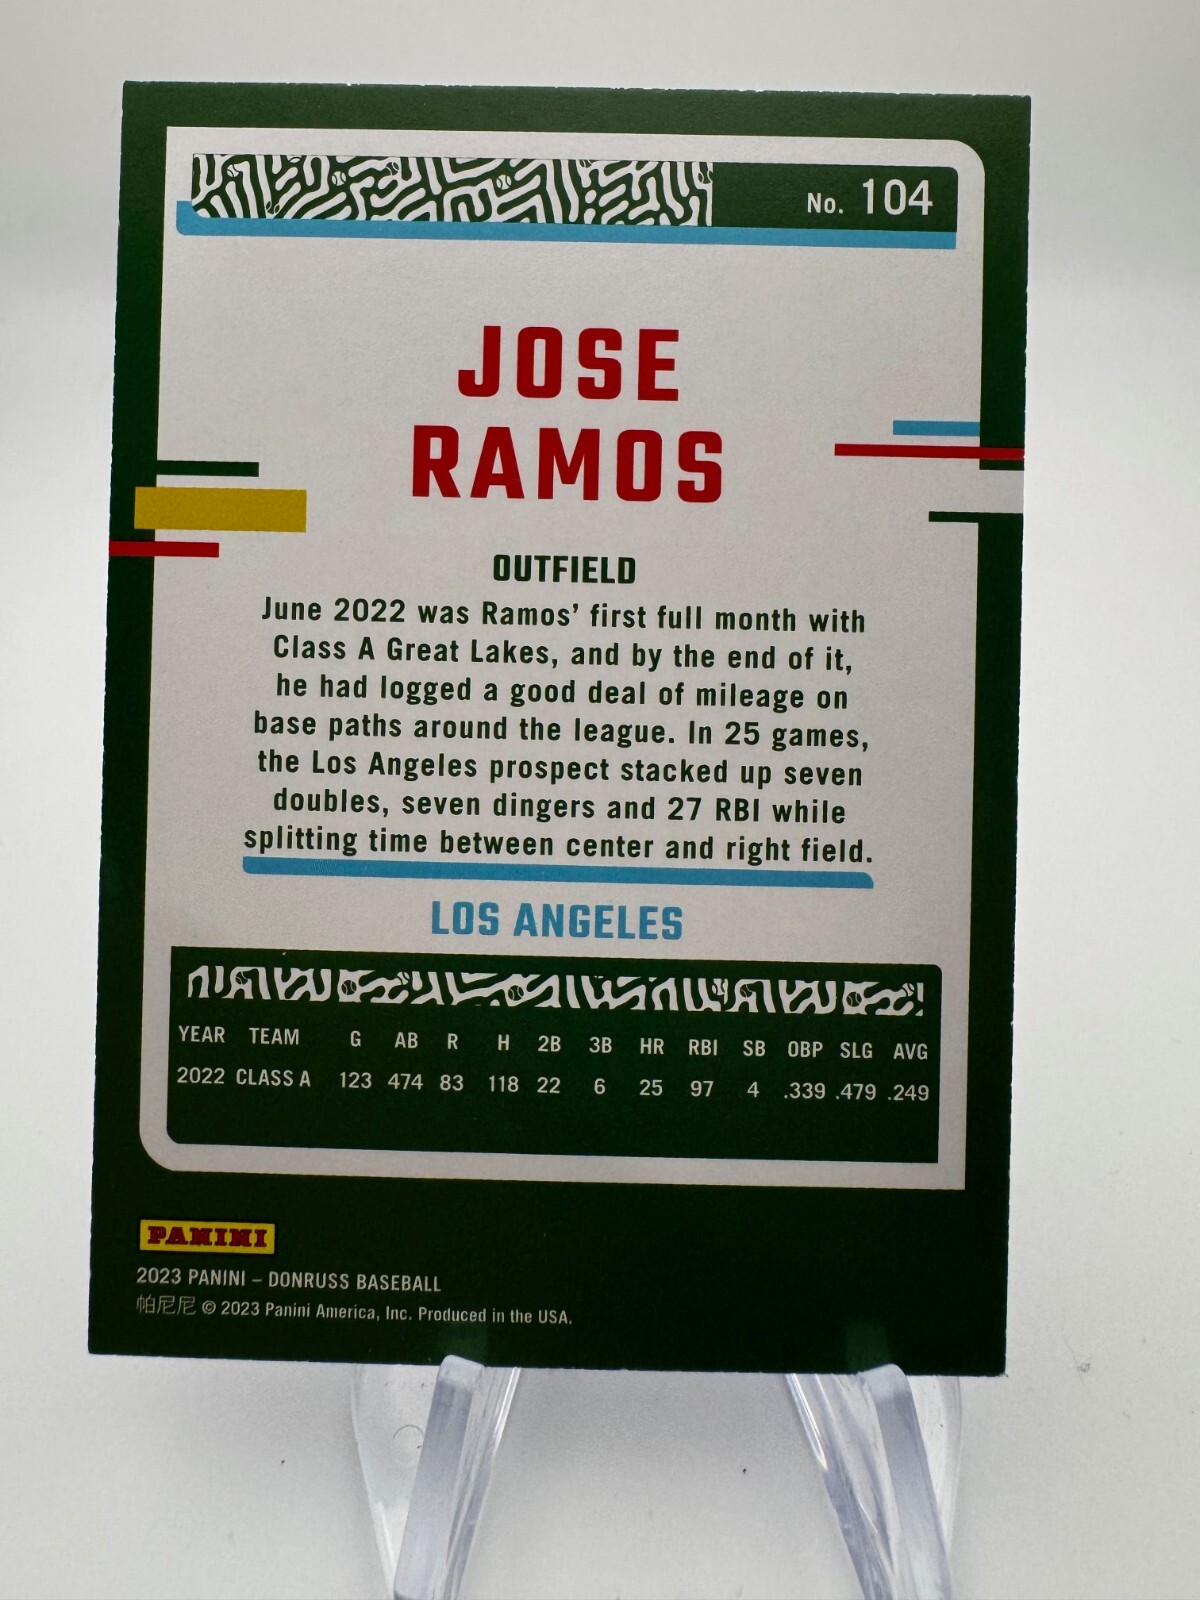 No. 104
JOSE
RAMOS
OUTFIELD
June 2022 was Ramos' first full month with
Class A Great Lakes, and by the end of it,
he had logged a good deal of mileage on
base paths around the league. In 25 games,
the Los Angeles prospect stacked up seven
doubles, seven dingers and 27 RBI while
splitting time between center and right field.
LOS ANGELES
YEAR TEAM G AB R H 2B 3B HR RBI SB OBP SLG AVG
2022 CLASS A 123 474 83 118 22 6 25 97 4 .339 .479 .249
PANINI
2023 PANINI – DONRUSS BASEBALL
帕尼尼 © 2023 Panini America, Inc. Produced in the USA.